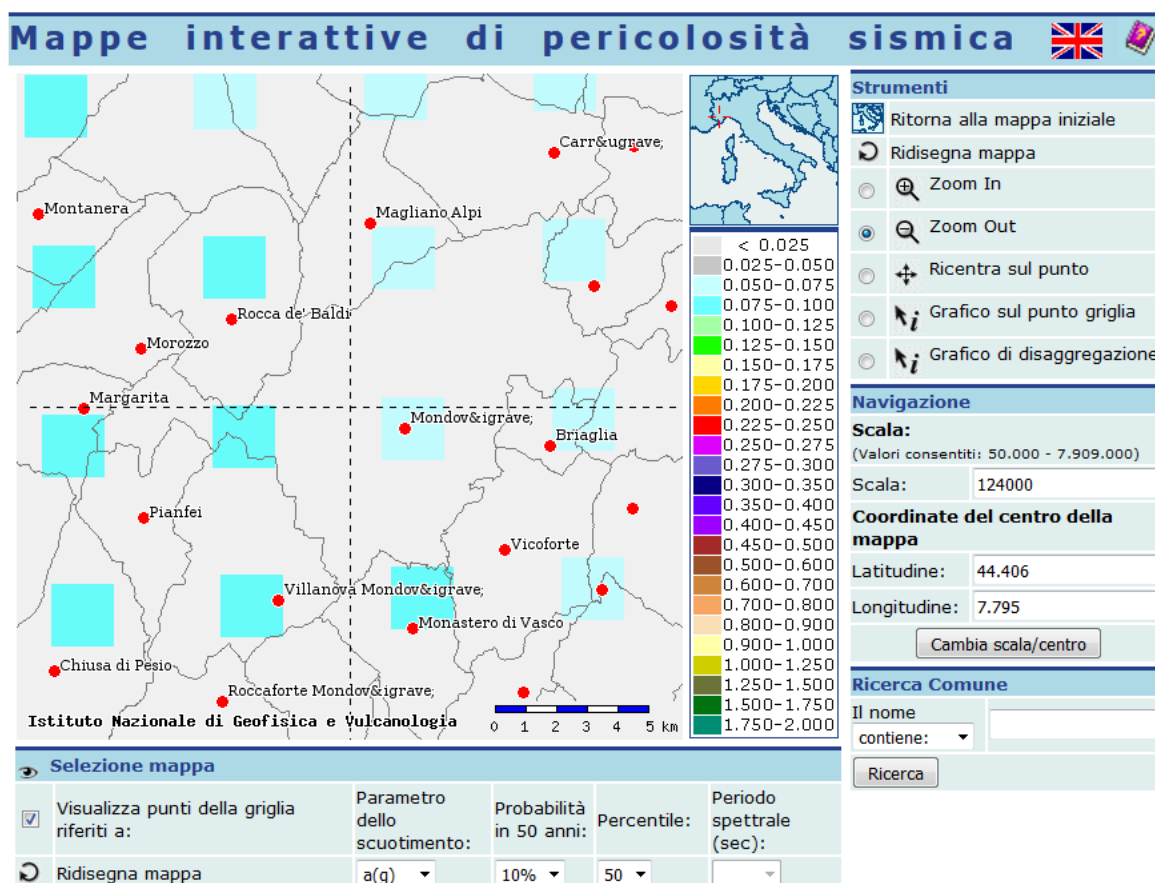 Mappe interattive di pericolosità sismica
Carr&ugrave;
Montanera
Magliano Alpi
Rocca de' Baldi
Morozzo
Margarita
Mondov&igrave;
Briaglia
Pianfei
Vicoforte
Villanova Mondov&igrave;
Monastero di Vasco
Chiusa di Pesio
Roccaforte Mondov&igrave;
Istituto Nazionale di Geofisica e Vulcanologia
0 1 2 3 4 5 km
< 0.025
0.025-0.050
0.050-0.075
0.075-0.100
0.100-0.125
0.125-0.150
0.150-0.175
0.175-0.200
0.200-0.225
0.225-0.250
0.250-0.275
0.275-0.300
0.300-0.350
0.350-0.400
0.400-0.450
0.450-0.500
0.500-0.600
0.600-0.700
0.700-0.800
0.800-0.900
0.900-1.000
1.000-1.250
1.250-1.500
1.500-1.750
1.750-2.000
Strumenti
Ritorna alla mappa iniziale
Ridisegna mappa
Zoom In
Zoom Out
Ricentra sul punto
Grafico sul punto griglia
Grafico di disaggregazione
Navigazione
Scala:
(Valori consentiti: 50.000 - 7.909.000)
Scala: 124000
Coordinate del centro della
mappa
Latitudine: 44.406
Longitudine: 7.795
Cambia scala/centro
Ricerca Comune
Il nome
contiene:
Ricerca
Selezione mappa
Visualizza punti della griglia
riferiti a:
Parametro
dello
scuotimento:
Probabilità
in 50 anni:
Percentile:
Periodo
spettrale
(sec):
Ridisegna mappa
a(g) 10% 50